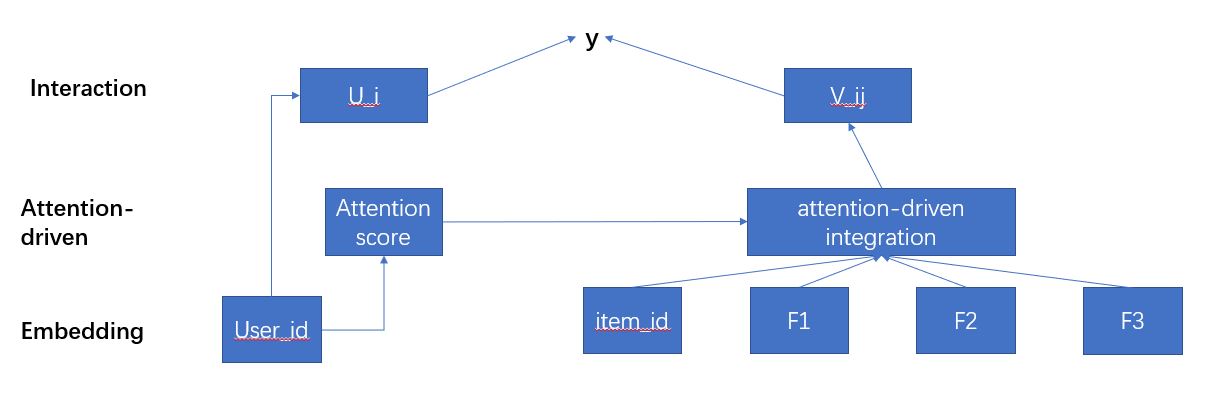 y
Interaction
U_i
V_ij
Attention-
driven
Attention
score
attention-driven
integration
Embedding
User_id
item_id
F1
F2
F3